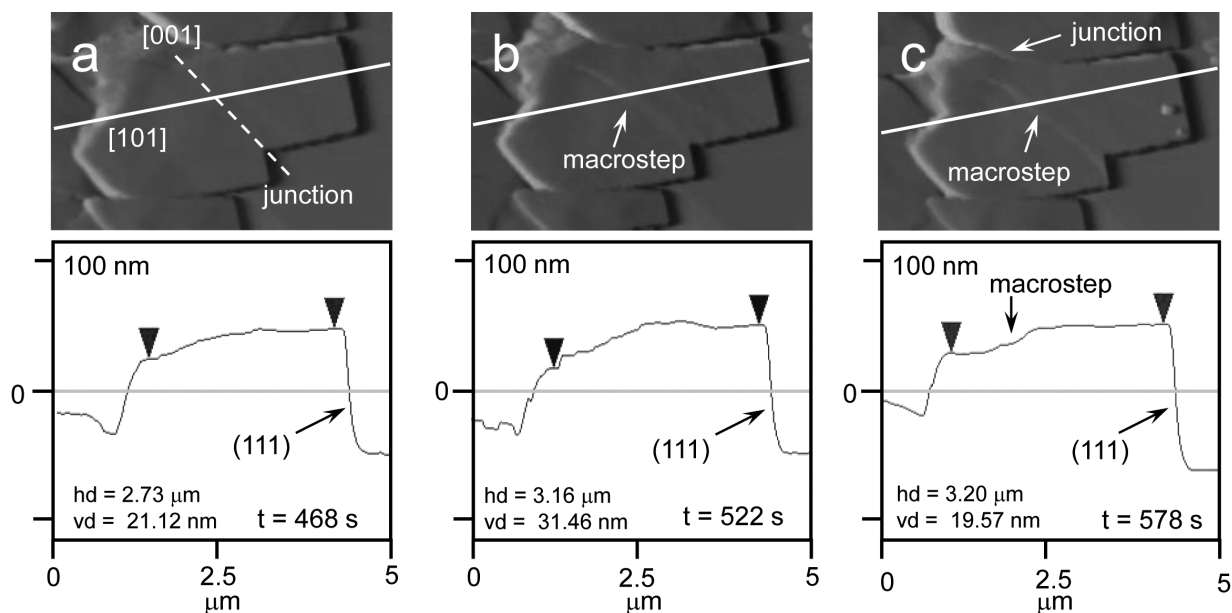 a
[001]
[101]
junction
b
macrostep
c
junction
macrostep
100 nm
0
(111)
hd = 2.73 μm
vd = 21.12 nm
t = 468 s
0
2.5
5
μm
100 nm
(111)
hd = 3.16 μm
vd = 31.46 nm
t = 522 s
0
2.5
5
μm
100 nm
macrostep
0
(111)
hd = 3.20 μm
vd = 19.57 nm
t = 578 s
0
2.5
5
μm